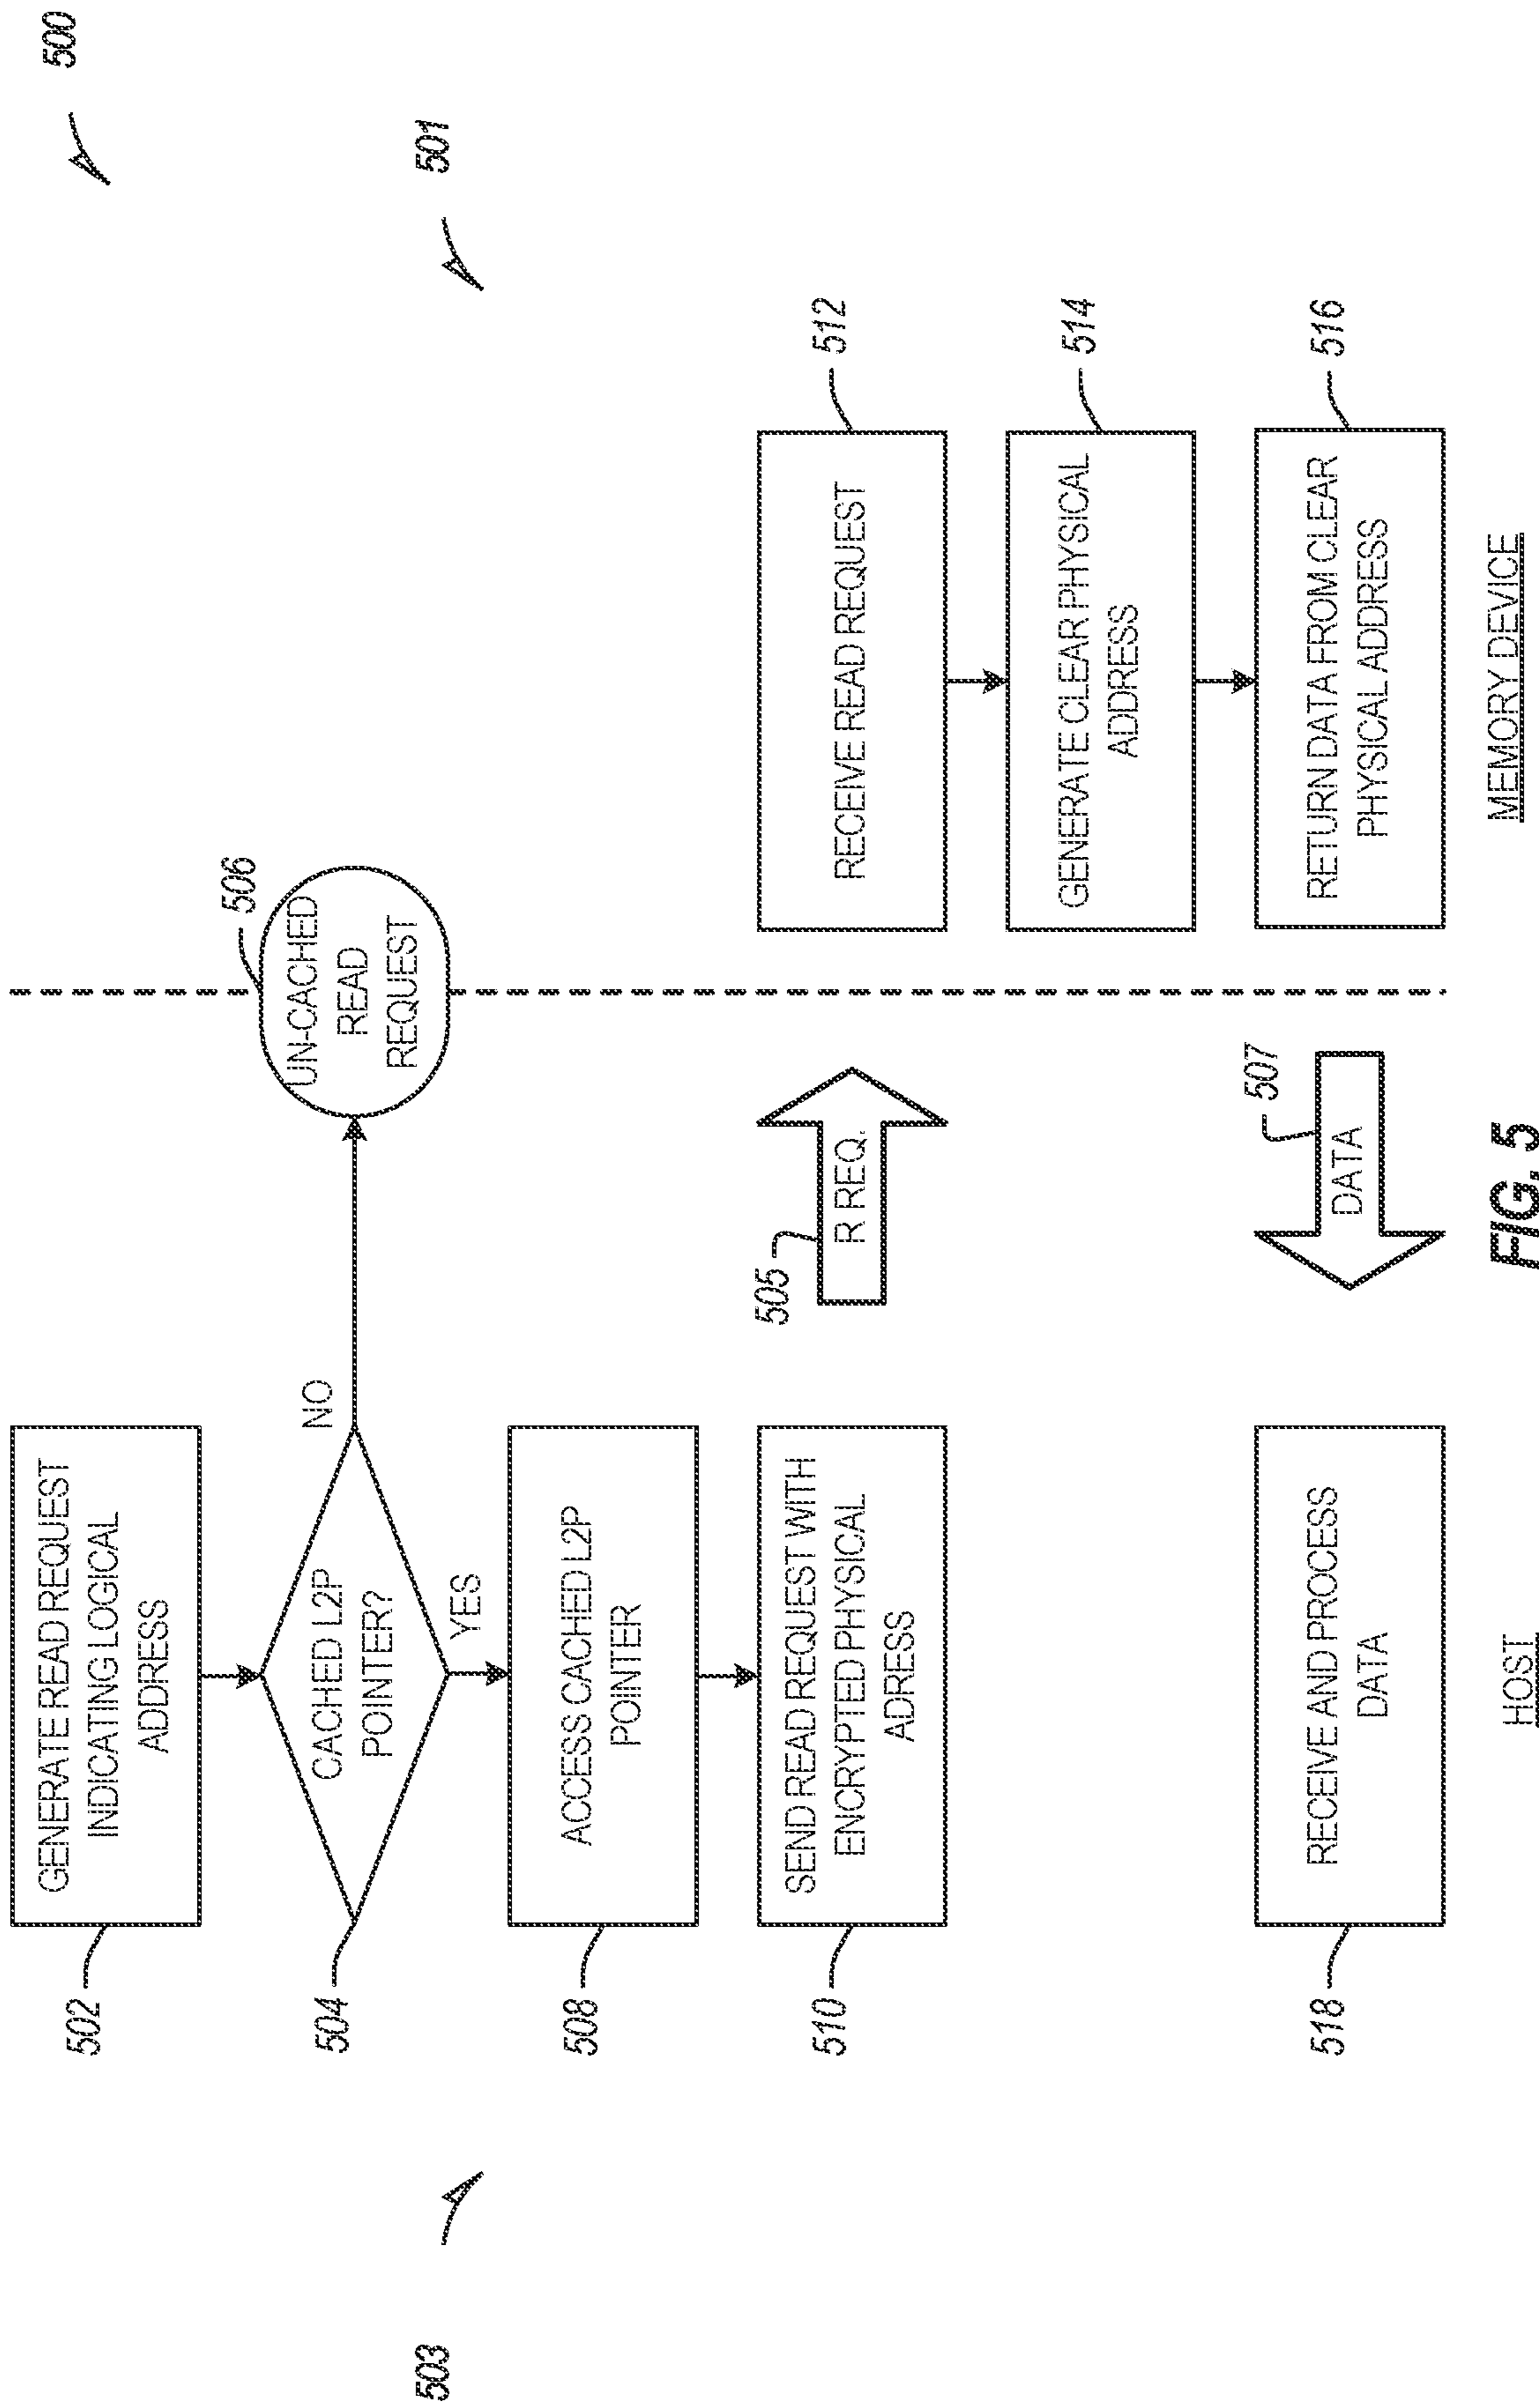 500
501
503
502
GENERATE READ REQUEST
INDICATING LOGICAL
ADDRESS
504
CACHED L2P
POINTER?
NO
506
UN-CACHED
READ
REQUEST
YES
508
ACCESS CACHED L2P
POINTER
510
SEND READ REQUEST WITH
ENCRYPTED PHYSICAL
ADRESS
505
R REQ.
512
RECEIVE READ REQUEST
514
GENERATE CLEAR PHYSICAL
ADDRESS
516
RETURN DATA FROM CLEAR
PHYSICAL ADDRESS
507
DATA
518
RECEIVE AND PROCESS
DATA
HOST
MEMORY DEVICE
FIG. 5